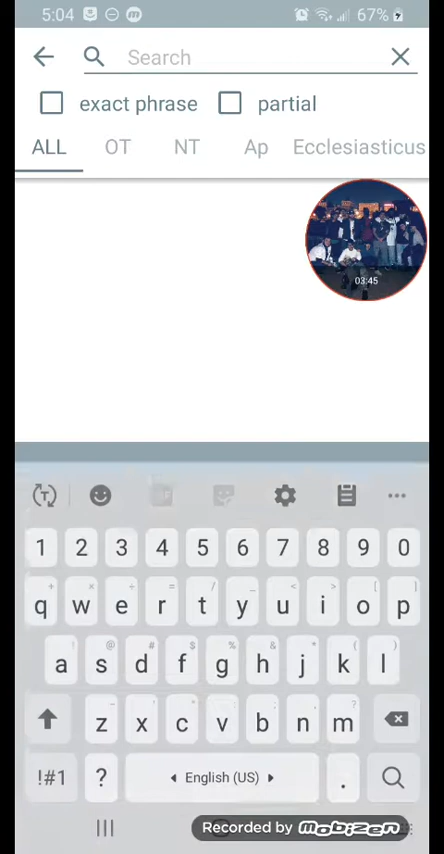 5:04 67%
Search
exact phrase partial
ALL OT NT Ap Ecclesiasticus
03:45
1 2 3 4 5 6 7 8 9 0
q w e r t y u i o p
a s d f g h j k l
z x c v b n m
!#1 ? English (US) .
Recorded by mobizen